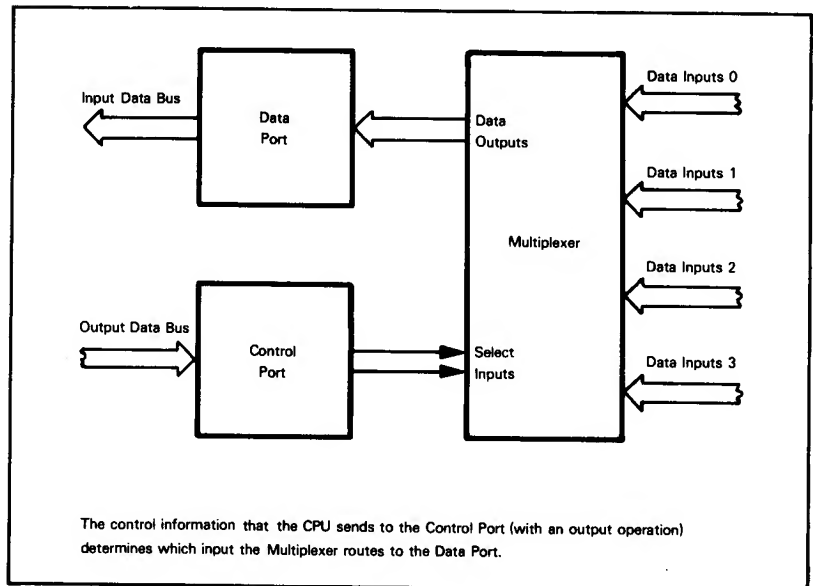 Input Data Bus
Data
Port
Data
Outputs
Data Inputs 0
Data Inputs 1
Multiplexer
Data Inputs 2
Output Data Bus
Control
Port
Select
Inputs
Data Inputs 3
The control information that the CPU sends to the Control Port (with an output operation)
determines which input the Multiplexer routes to the Data Port.